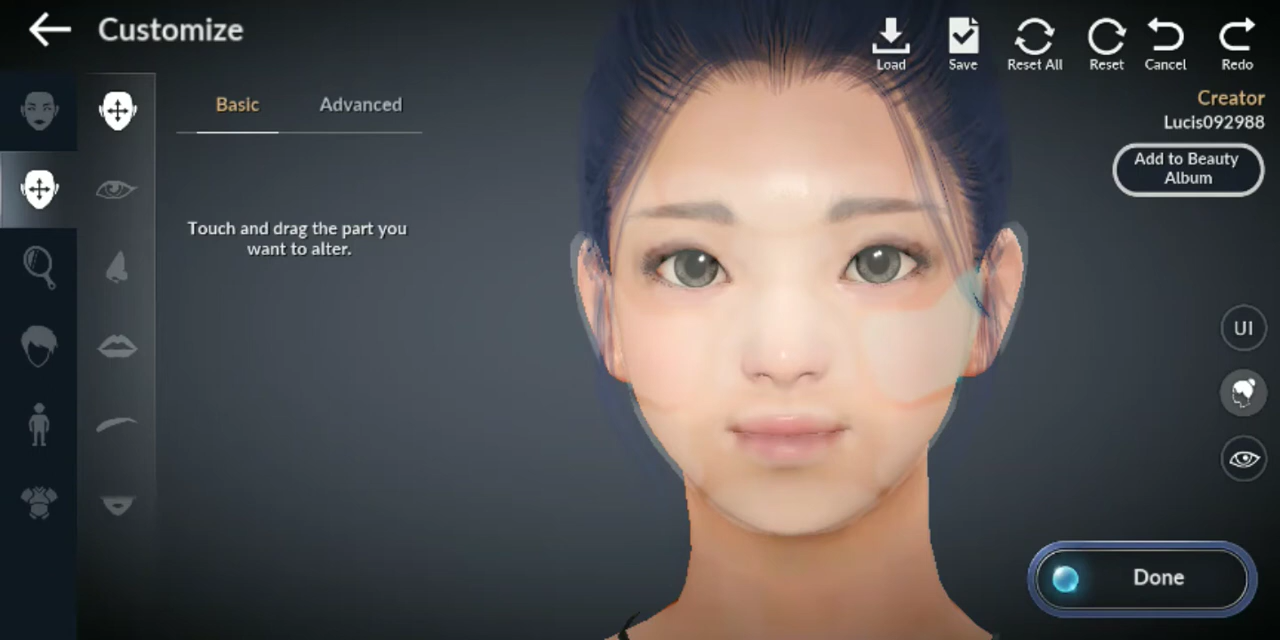 Customize
Load
Save
Reset All
Reset
Cancel
Redo
Basic
Advanced
Creator
Lucis092988
Add to Beauty
Album
Touch and drag the part you
want to alter.
UI
Done